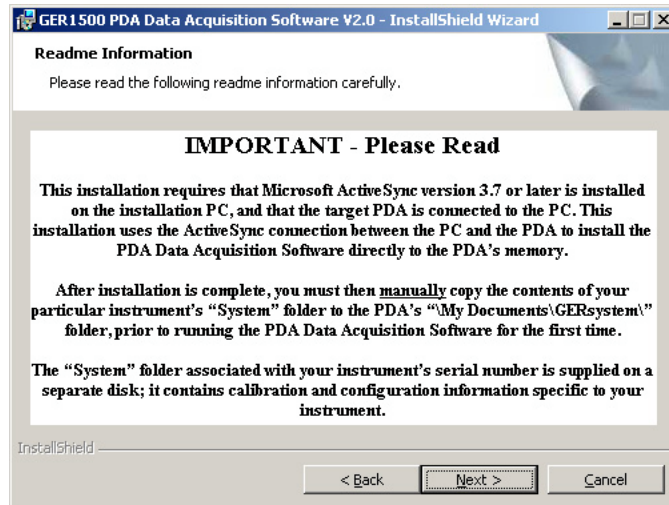 GER1500 PDA Data Acquisition Software V2.0 - InstallShield Wizard
Readme Information
Please read the following readme information carefully.
IMPORTANT - Please Read
This installation requires that Microsoft ActiveSync version 3.7 or later is installed
on the installation PC, and that the target PDA is connected to the PC. This
installation uses the ActiveSync connection between the PC and the PDA to install the
PDA Data Acquisition Software directly to the PDA's memory.
After installation is complete, you must then manually copy the contents of your
particular instrument's “System” folder to the PDA's “\My Documents\GERsystem\”
folder, prior to running the PDA Data Acquisition Software for the first time.
The “System” folder associated with your instrument's serial number is supplied on a
separate disk; it contains calibration and configuration information specific to your
instrument.
InstallShield
< Back Next > Cancel